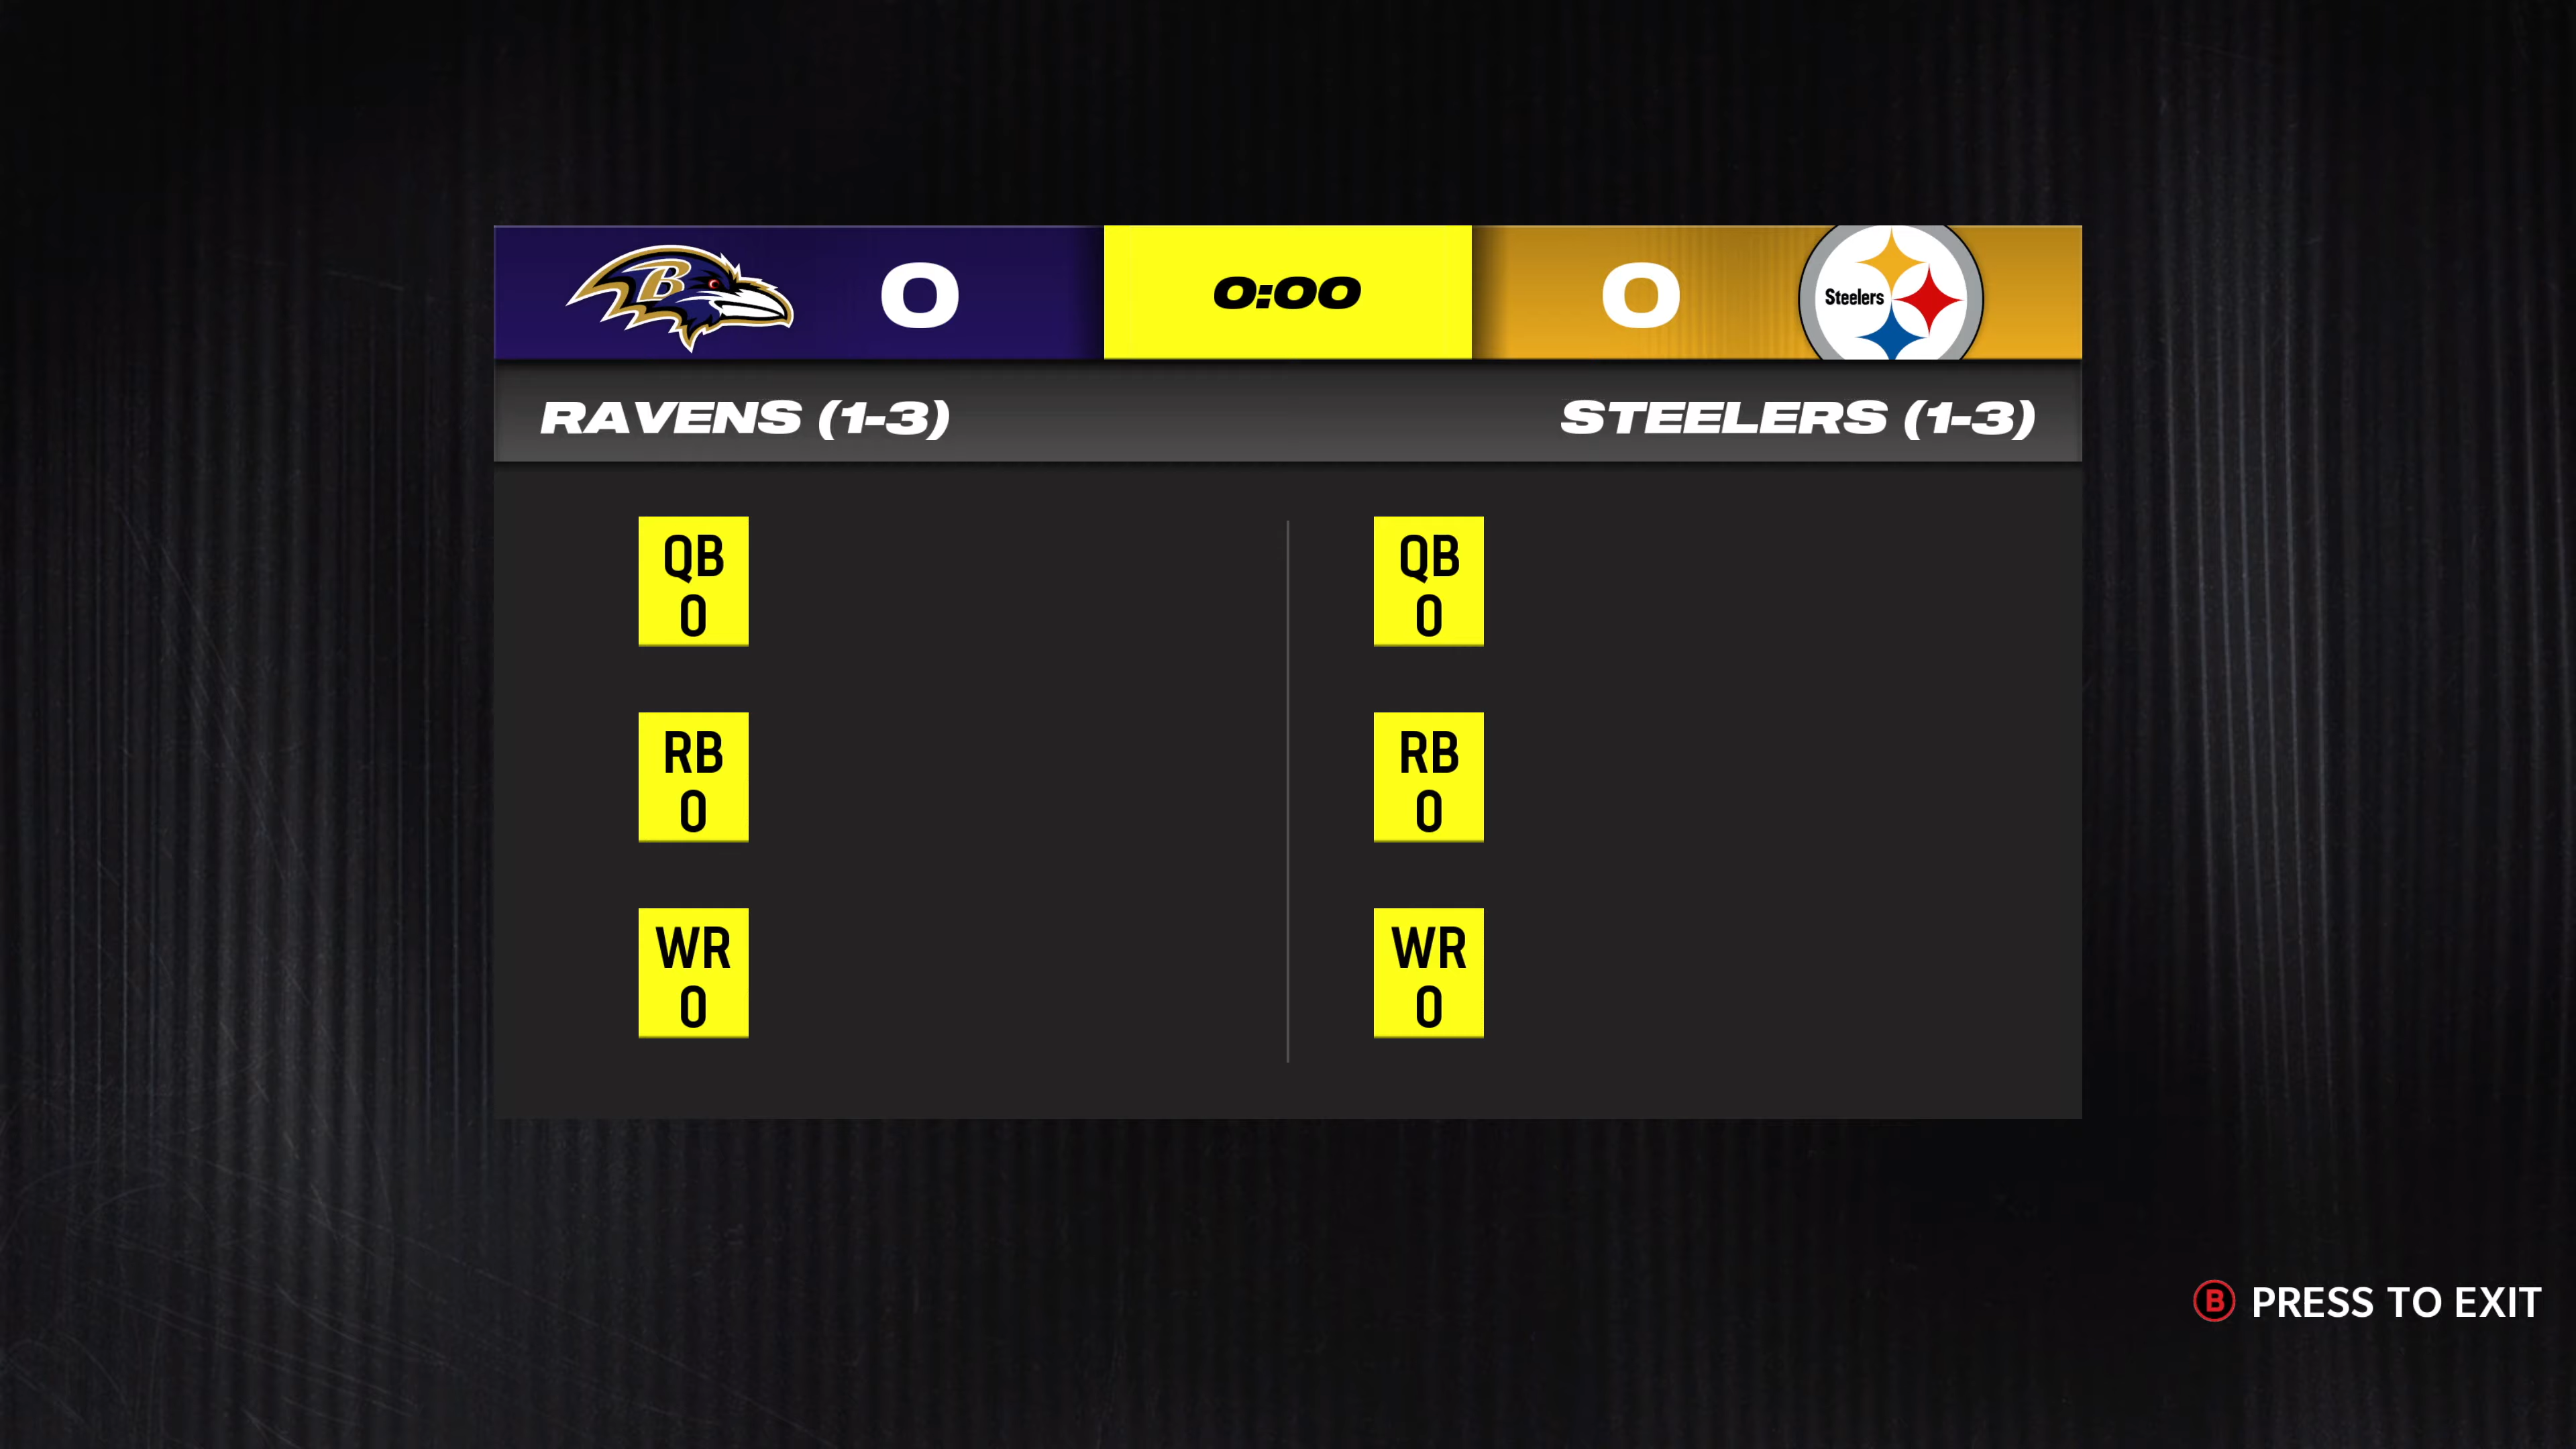 B 0 0:00 0 Steelers
RAVENS (1-3) STEELERS (1-3)
QB
0
QB
0
RB
0
RB
0
WR
0
WR
0
B PRESS TO EXIT